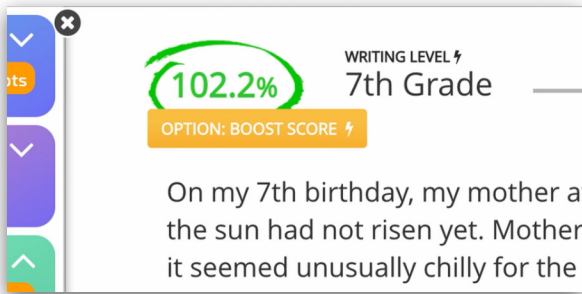 102.2%
WRITING LEVEL
7th Grade
OPTION: BOOST SCORE
On my 7th birthday, my mother
the sun had not risen yet. Mother
it seemed unusually chilly for the